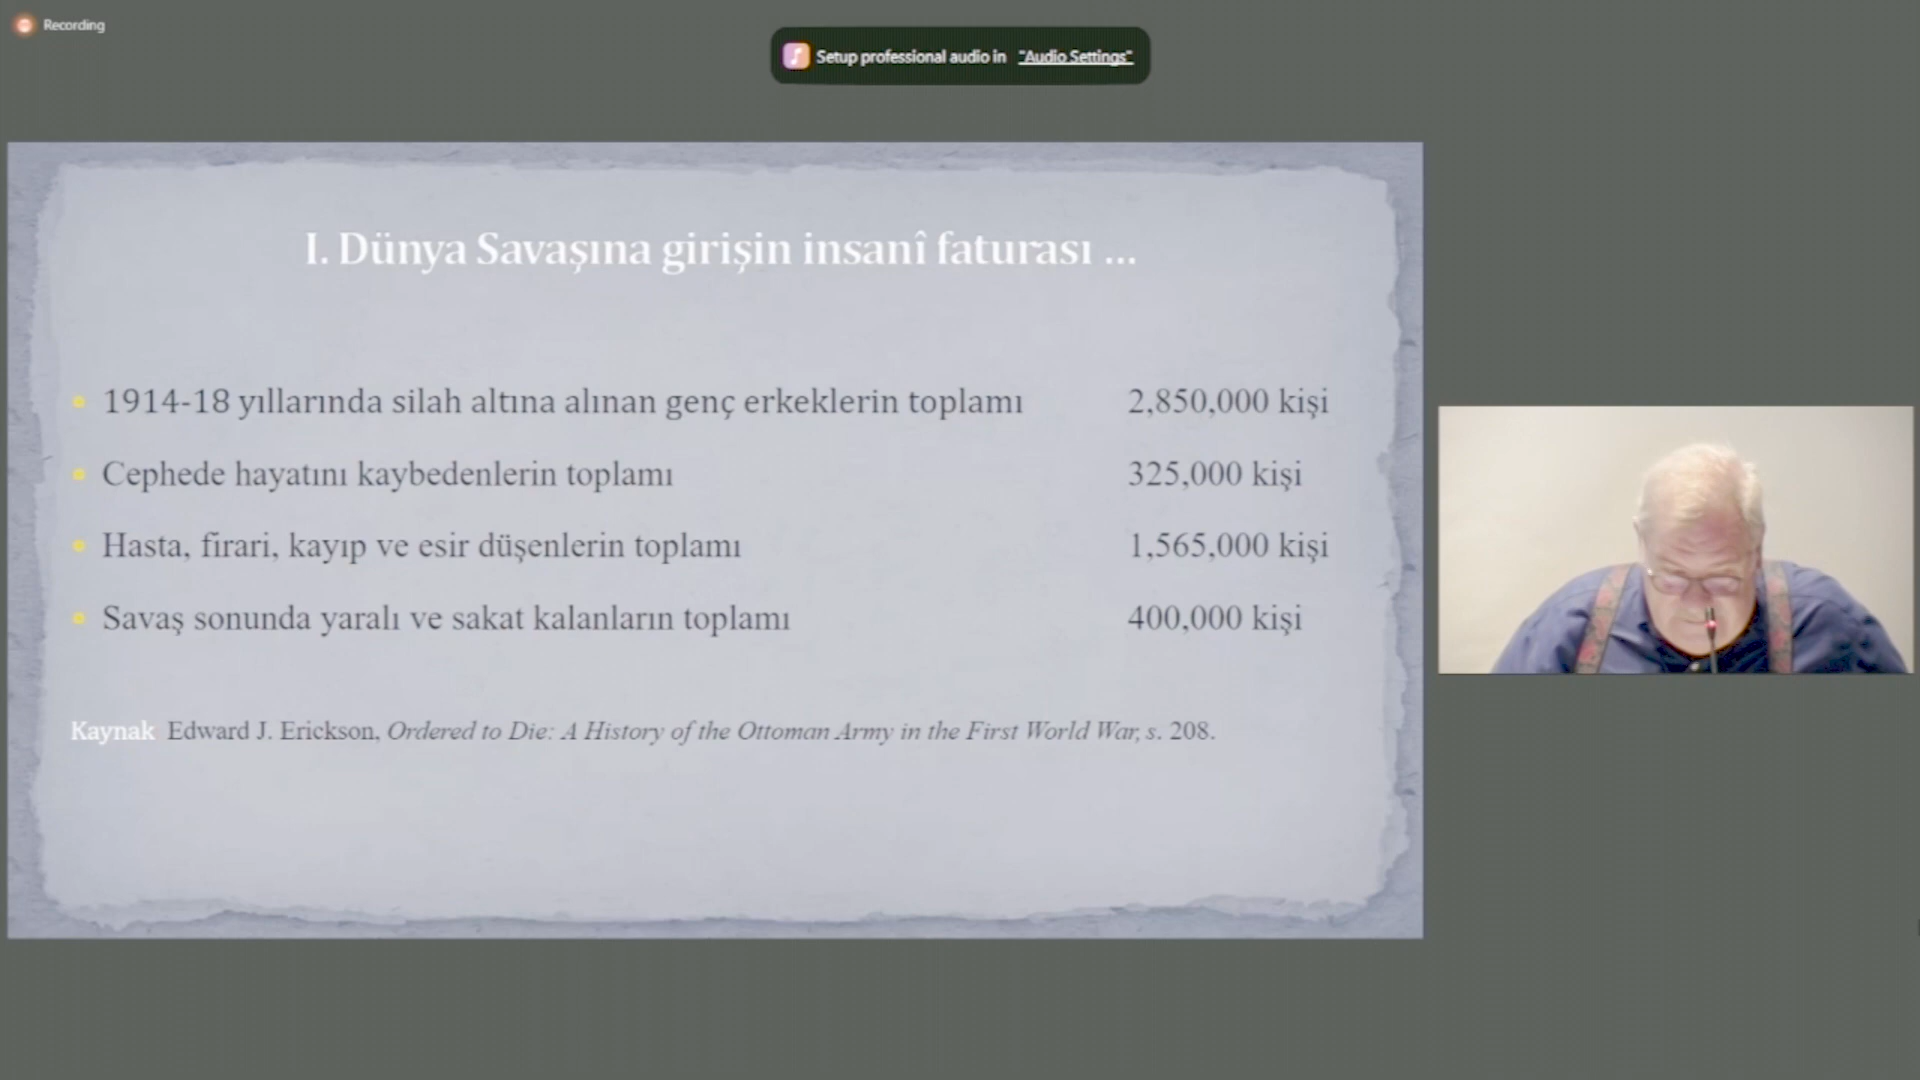 Recording
Setup professional audio in "Audio Settings"
I. Dünya Savaşına girişin insanî faturası ...
1914-18 yıllarında silah altına alınan genç erkeklerin toplamı 2,850,000 kişi
Cephede hayatını kaybedenlerin toplamı 325,000 kişi
Hasta, firari, kayıp ve esir düşenlerin toplamı 1,565,000 kişi
Savaş sonunda yaralı ve sakat kalanların toplamı 400,000 kişi
Kaynak Edward J. Erickson, Ordered to Die: A History of the Ottoman Army in the First World War, s. 208.